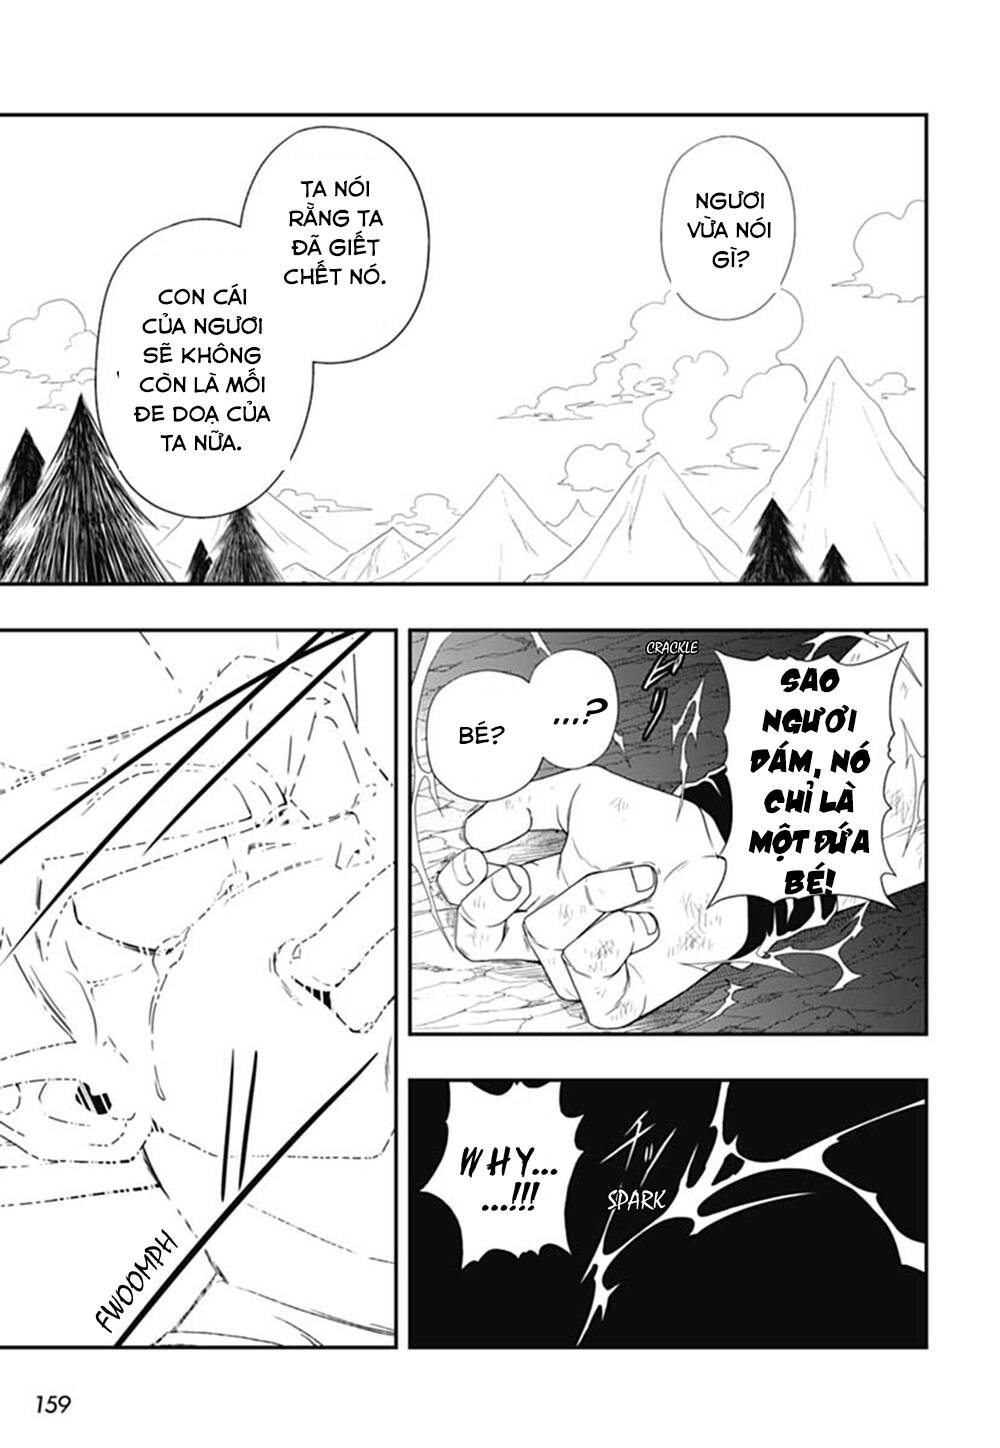 NGƯƠI
VỪA NÓI
GÌ?
TA NÓI
RẰNG TA
ĐÃ GIẾT
CHẾT NÓ.
CON CÁI
CỦA NGƯƠI
SẼ KHÔNG
CÒN LÀ MỐI
ĐE DOẠ CỦA
TA NỮA.
SAO
NGƯƠI
DÁM, NÓ
CHỈ LÀ
MỘT ĐỨA
BÉ!
CRACKLE
...?
BÉ?
WHY...
...!!!
SPARK
FWOOMPH
159